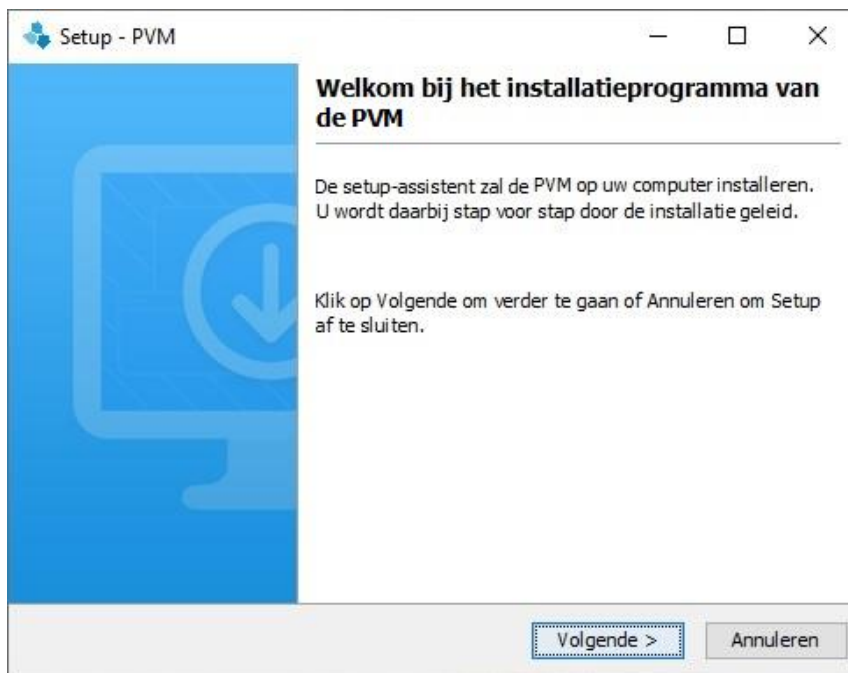 Setup - PVM
Welkom bij het installatieprogramma van
de PVM
De setup-assistent zal de PVM op uw computer installeren.
U wordt daarbij stap voor stap door de installatie geleid.
Klik op Volgende om verder te gaan of Annuleren om Setup
af te sluiten.
Volgende >
Annuleren